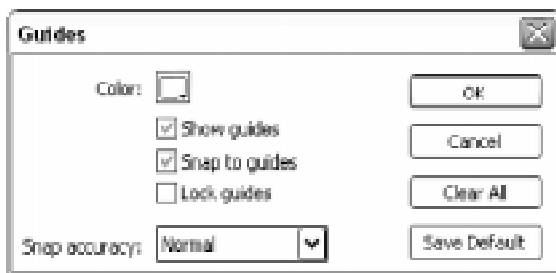 Guides
Color:
OK
Show guides
Cancel
Snap to guides
Lock guides
Clear All
Snap accuracy: Normal
Save Default